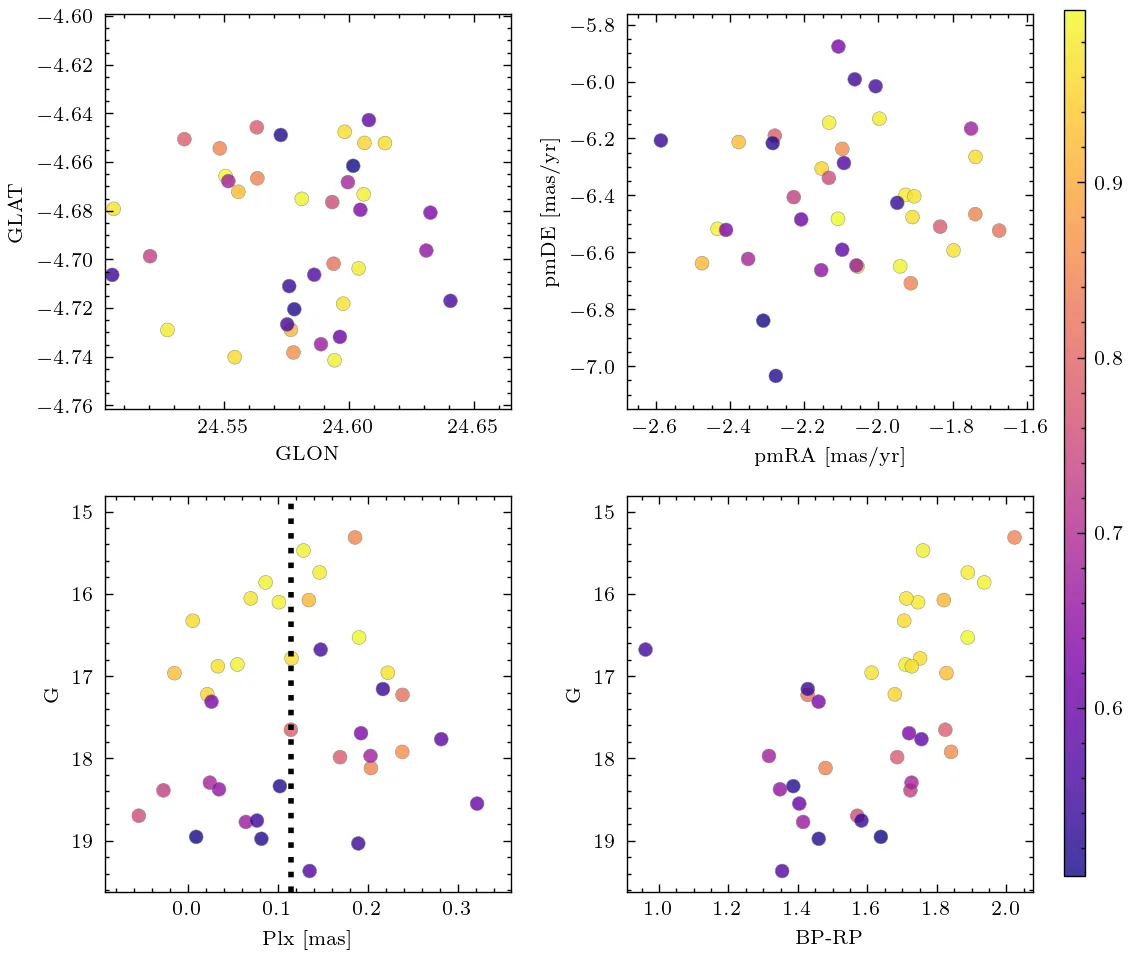 −4.60
−4.62
−4.64
−4.66
−4.68
−4.70
−4.72
−4.74
−4.76
GLAT
24.55 24.60 24.65
GLON
−5.8
−6.0
−6.2
−6.4
−6.6
−6.8
−7.0
pmDE [mas/yr]
−2.6 −2.4 −2.2 −2.0 −1.8 −1.6
pmRA [mas/yr]
15
16
17
18
19
G
0.0 0.1 0.2 0.3
Plx [mas]
15
16
17
18
19
G
1.0 1.2 1.4 1.6 1.8 2.0
BP-RP
0.9
0.8
0.7
0.6